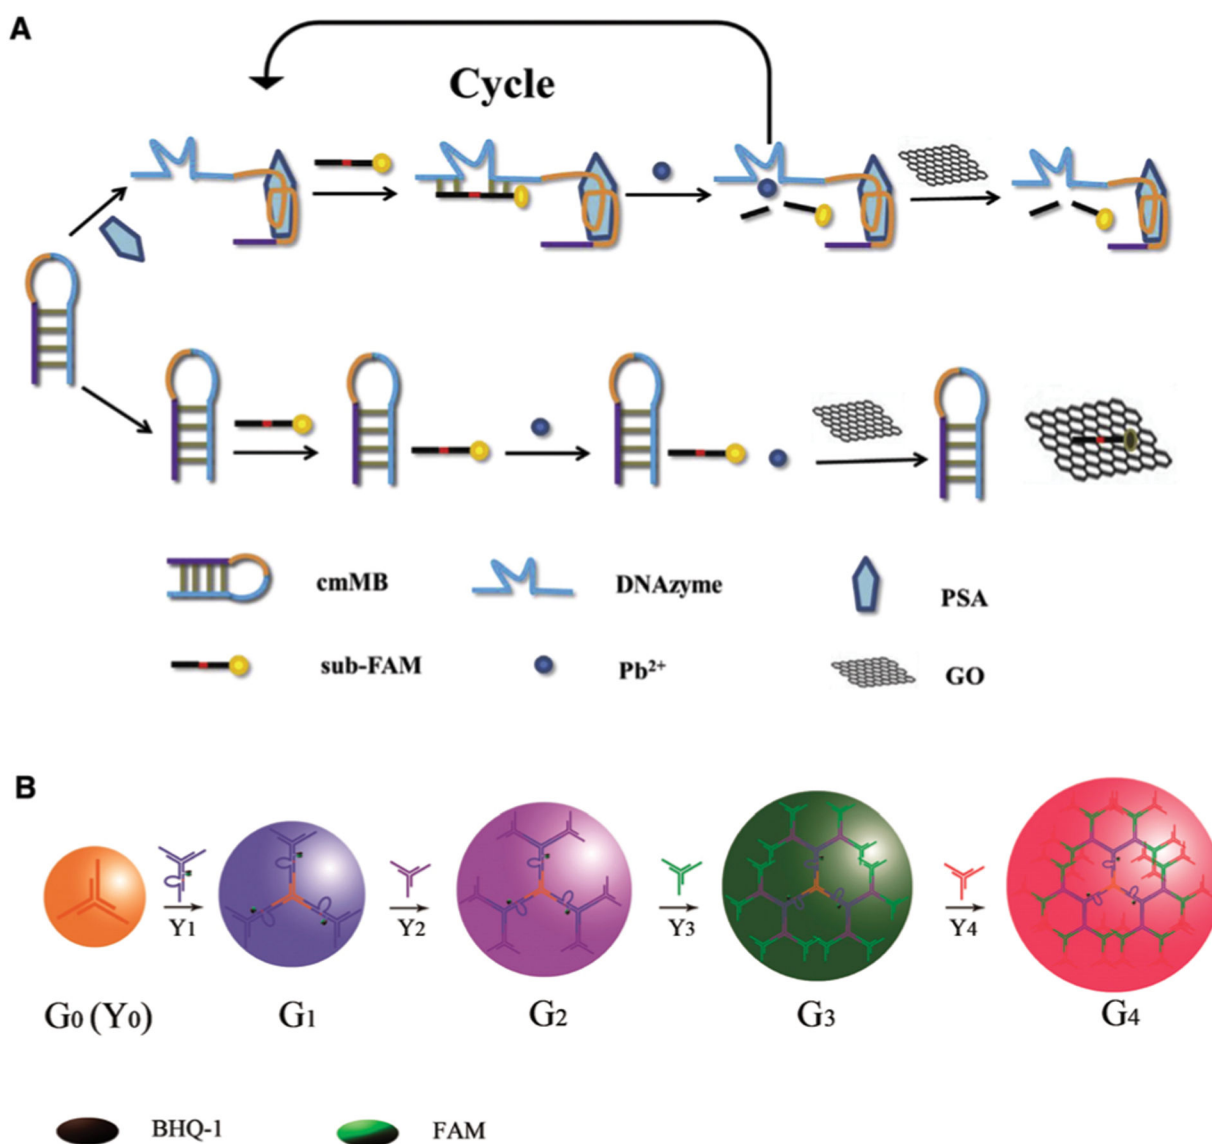 A
Cycle
cmMB
DNAzyme
PSA
sub-FAM
Pb²⁺
GO
B
Y1
Y2
Y3
Y4
G0 (Y0)
G1
G2
G3
G4
BHQ-1
FAM